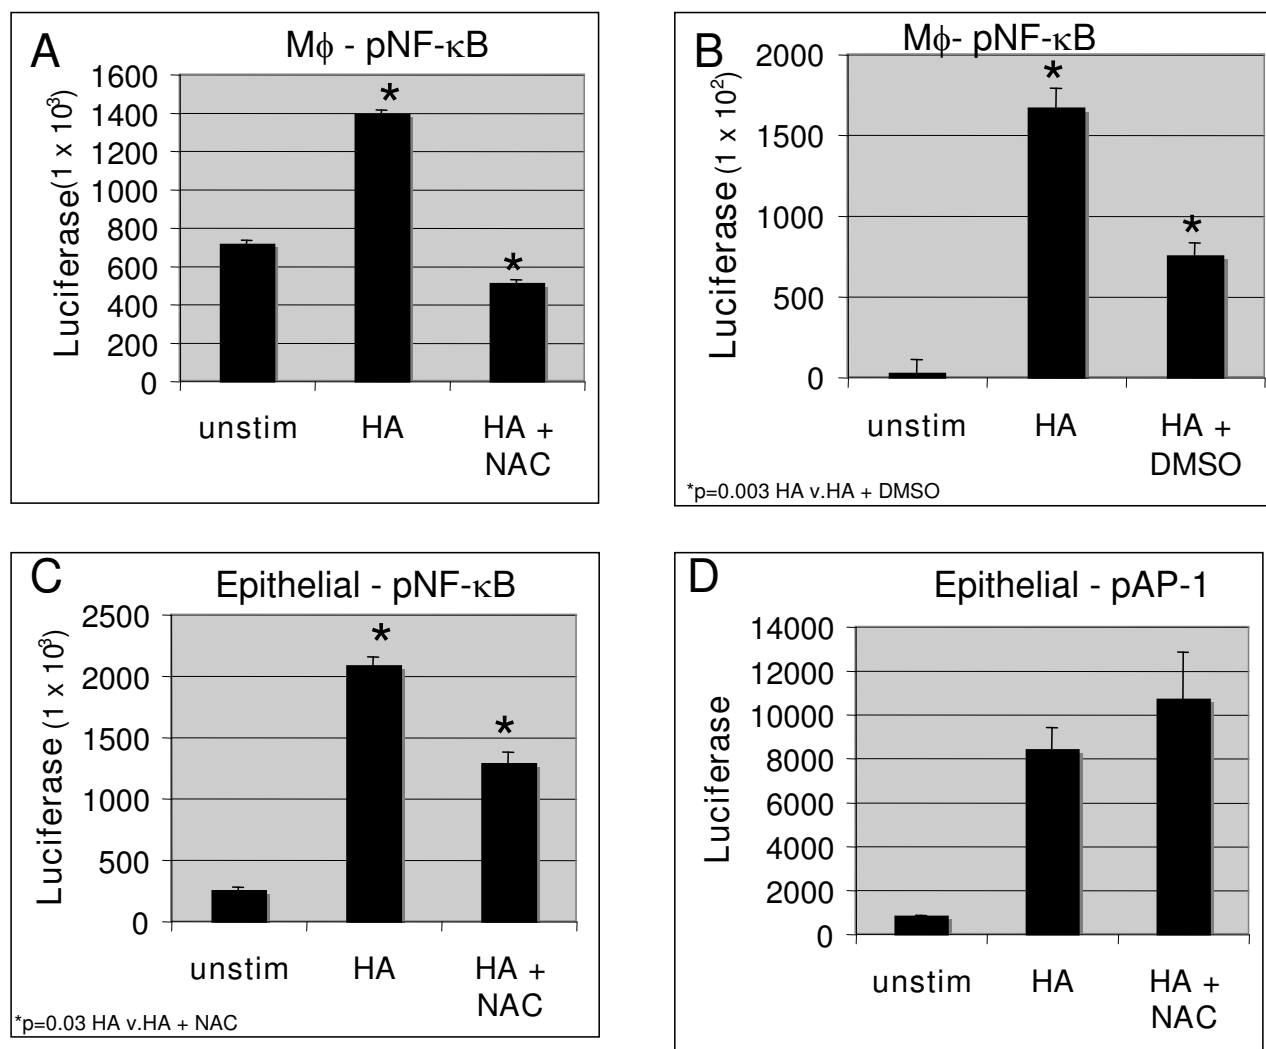 A
Mϕ - pNF-κB
Luciferase(1 x 10³)
1600
1400
1200
1000
800
600
400
200
0
*
*
unstim
HA
HA +
NAC
B
Mϕ- pNF-κB
Luciferase (1 x 10²)
2000
1500
1000
500
0
*
*
unstim
HA
HA +
DMSO
*p=0.003 HA v.HA + DMSO
C
Epithelial - pNF-κB
Luciferase (1 x 10³)
2500
2000
1500
1000
500
0
*
*
unstim
HA
HA +
NAC
*p=0.03 HA v.HA + NAC
D
Epithelial - pAP-1
Luciferase
14000
12000
10000
8000
6000
4000
2000
0
unstim
HA
HA +
NAC